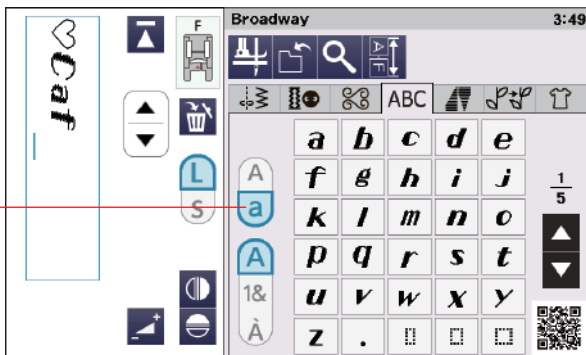 Broadway
3:49
F
♡Caf
L
S
A
F
ABC
A
a
A
1&
À
a b c d e
f g h i j
k l m n o
p q r s t
u v w x y
z .
1
5